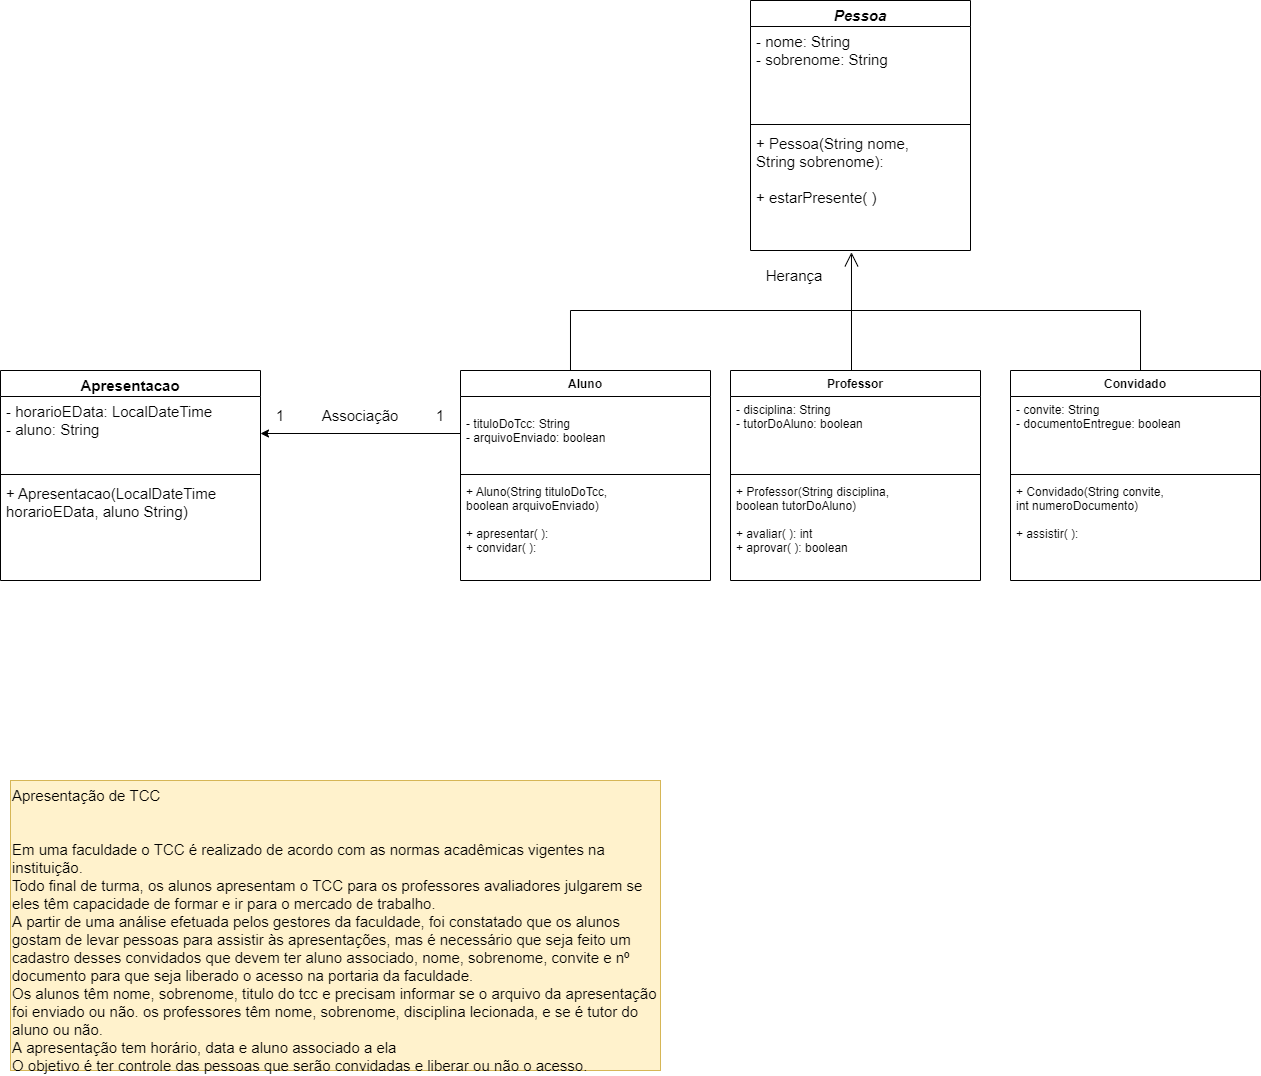 Pessoa
- nome: String
- sobrenome: String
+ Pessoa(String nome,
String sobrenome):
+ estarPresente( )
Herança
Apresentacao
- horarioEData: LocalDateTime
- aluno: String
+ Apresentacao(LocalDateTime
horarioEData, aluno String)
1 Associação 1
Aluno
- tituloDoTcc: String
- arquivoEnviado: boolean
+ Aluno(String tituloDoTcc,
boolean arquivoEnviado)
+ apresentar( ):
+ convidar( ):
Professor
- disciplina: String
- tutorDoAluno: boolean
+ Professor(String disciplina,
boolean tutorDoAluno)
+ avaliar( ): int
+ aprovar( ): boolean
Convidado
- convite: String
- documentoEntregue: boolean
+ Convidado(String convite,
int numeroDocumento)
+ assistir( ):
Apresentação de TCC
Em uma faculdade o TCC é realizado de acordo com as normas acadêmicas vigentes na
instituição.
Todo final de turma, os alunos apresentam o TCC para os professores avaliadores julgarem se
eles têm capacidade de formar e ir para o mercado de trabalho.
A partir de uma análise efetuada pelos gestores da faculdade, foi constatado que os alunos
gostam de levar pessoas para assistir às apresentações, mas é necessário que seja feito um
cadastro desses convidados que devem ter aluno associado, nome, sobrenome, convite e nº
documento para que seja liberado o acesso na portaria da faculdade.
Os alunos têm nome, sobrenome, titulo do tcc e precisam informar se o arquivo da apresentação
foi enviado ou não. os professores têm nome, sobrenome, disciplina lecionada, e se é tutor do
aluno ou não.
A apresentação tem horário, data e aluno associado a ela
O objetivo é ter controle das pessoas que serão convidadas e liberar ou não o acesso.